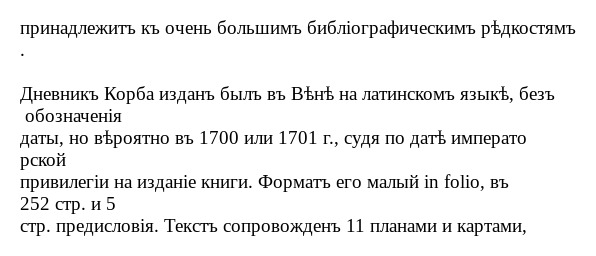 принадлежитъ къ очень большимъ библіографическимъ рѣдкостямъ
.
Дневникъ Корба изданъ былъ въ Вѣнѣ на латинскомъ языкѣ, безъ
обозначенія
даты, но вѣроятно въ 1700 или 1701 г., судя по датѣ императо
рской
привилегіи на изданіе книги. Форматъ его малый in folio, въ
252 стр. и 5
стр. предисловія. Текстъ сопровожденъ 11 планами и картами,